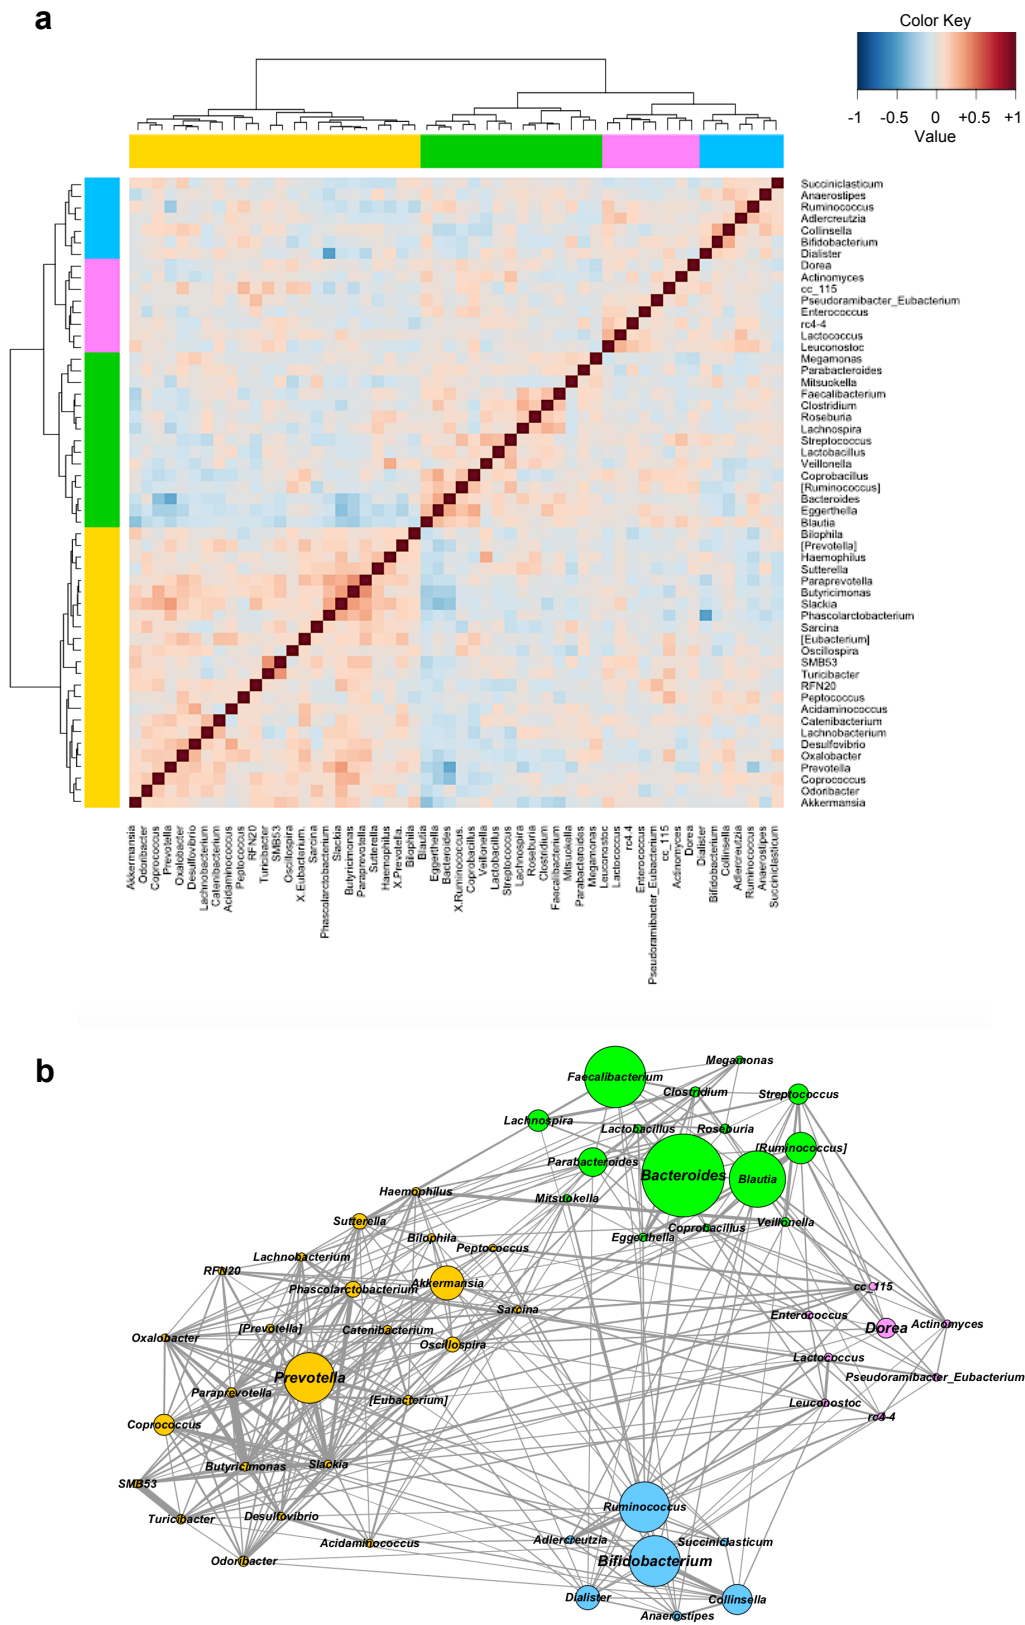 a
Color Key
-1 -0.5 0 +0.5 +1
Value
Succiniclasticum
Anaerostipes
Ruminococcus
Adlercreutzia
Collinsella
Bifidobacterium
Dialister
Dorea
Actinomyces
cc_115
Pseudoramibacter_Eubacterium
Enterococcus
rc4-4
Lactococcus
Leuconostoc
Megamonas
Parabacteroides
Mitsuokella
Faecalibacterium
Clostridium
Roseburia
Lachnospira
Streptococcus
Lactobacillus
Veillonella
Coprobacillus
[Ruminococcus]
Bacteroides
Eggerthella
Blautia
Bilophila
[Prevotella]
Haemophilus
Sutterella
Paraprevotella
Butyricimonas
Slackia
Phascolarctobacterium
Sarcina
[Eubacterium]
Oscillospira
SMB53
Turicibacter
RFN20
Peptococcus
Acidaminococcus
Catenibacterium
Lachnobacterium
Desulfovibrio
Oxalobacter
Prevotella
Coprococcus
Odoribacter
Akkermansia
Akkermansia
Odoribacter
Coprococcus
Prevotella
Oxalobacter
Desulfovibrio
Lachnobacterium
Catenibacterium
Acidaminococcus
Peptococcus
RFN20
Turicibacter
SMB53
Oscillospira
X.Eubacterium.
Sarcina
Phascolarctobacterium
Slackia
Butyricimonas
Paraprevotella
Sutterella
Haemophilus
X.Prevotella.
Bilophila
Blautia
Eggerthella
Bacteroides
X.Ruminococcus.
Coprobacillus
Veillonella
Lactobacillus
Streptococcus
Lachnospira
Roseburia
Clostridium
Faecalibacterium
Mitsuokella
Parabacteroides
Megamonas
Leuconostoc
Lactococcus
rc4.4
Enterococcus
Pseudoramibacter_Eubacterium
cc_115
Actinomyces
Dorea
Dialister
Bifidobacterium
Collinsella
Adlercreutzia
Ruminococcus
Anaerostipes
Succiniclasticum
b
Megamonas
Faecalibacterium
Clostridium
Streptococcus
Lachnospira
Lactobacillus
Roseburia
[Ruminococcus]
Parabacteroides
Bacteroides
Blautia
Haemophilus
Mitsuokella
Sutterella
Veillonella
Coprobacillus
Bilophila
Eggerthella
Peptococcus
Lachnobacterium
RFN20
Akkermansia
Phascolarctobacterium
cc_115
Sarcina
Enterococcus
Actinomyces
Dorea
[Prevotella]
Catenibacterium
Oxalobacter
Oscillospira
Lactococcus
Prevotella
Pseudoramibacter_Eubacterium
Paraprevotella
[Eubacterium]
Leuconostoc
rc4-4
Coprococcus
Butyricimonas
Slackia
SMB53
Ruminococcus
Turicibacter
Desulfovibrio
Acidaminococcus
Adlercreutzia
Succiniclasticum
Odoribacter
Bifidobacterium
Dialister
Collinsella
Anaerostipes